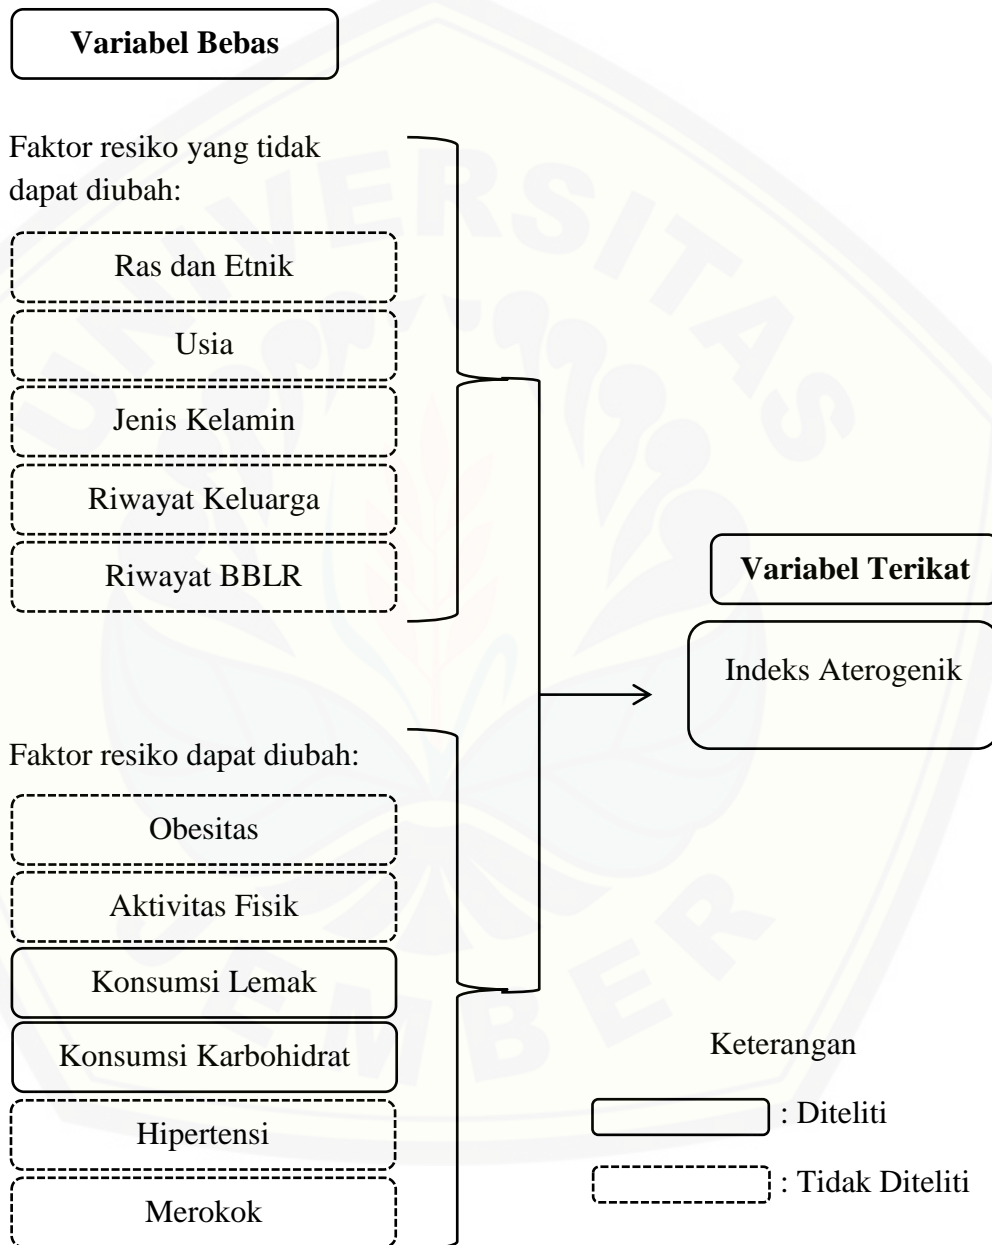 Variabel Bebas
Faktor resiko yang tidak
dapat diubah:
Ras dan Etnik
Usia
Jenis Kelamin
Riwayat Keluarga
Riwayat BBLR
Variabel Terikat
Indeks Aterogenik
Faktor resiko dapat diubah:
Obesitas
Aktivitas Fisik
Konsumsi Lemak
Konsumsi Karbohidrat
Hipertensi
Merokok
Keterangan
: Diteliti
: Tidak Diteliti
UNIVERSITAS
JEMBER